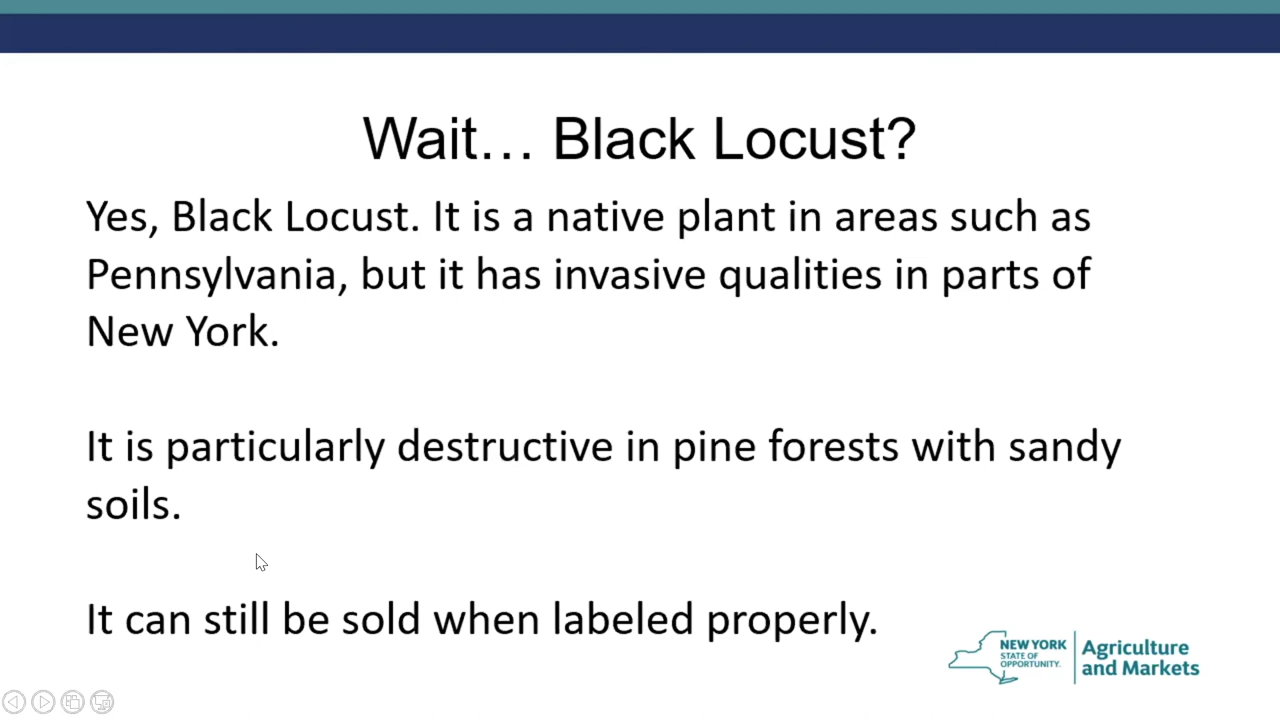 Wait… Black Locust?
Yes, Black Locust. It is a native plant in areas such as
Pennsylvania, but it has invasive qualities in parts of
New York.
It is particularly destructive in pine forests with sandy
soils.
It can still be sold when labeled properly.
NEW YORK
STATE OF
OPPORTUNITY.
Agriculture
and Markets